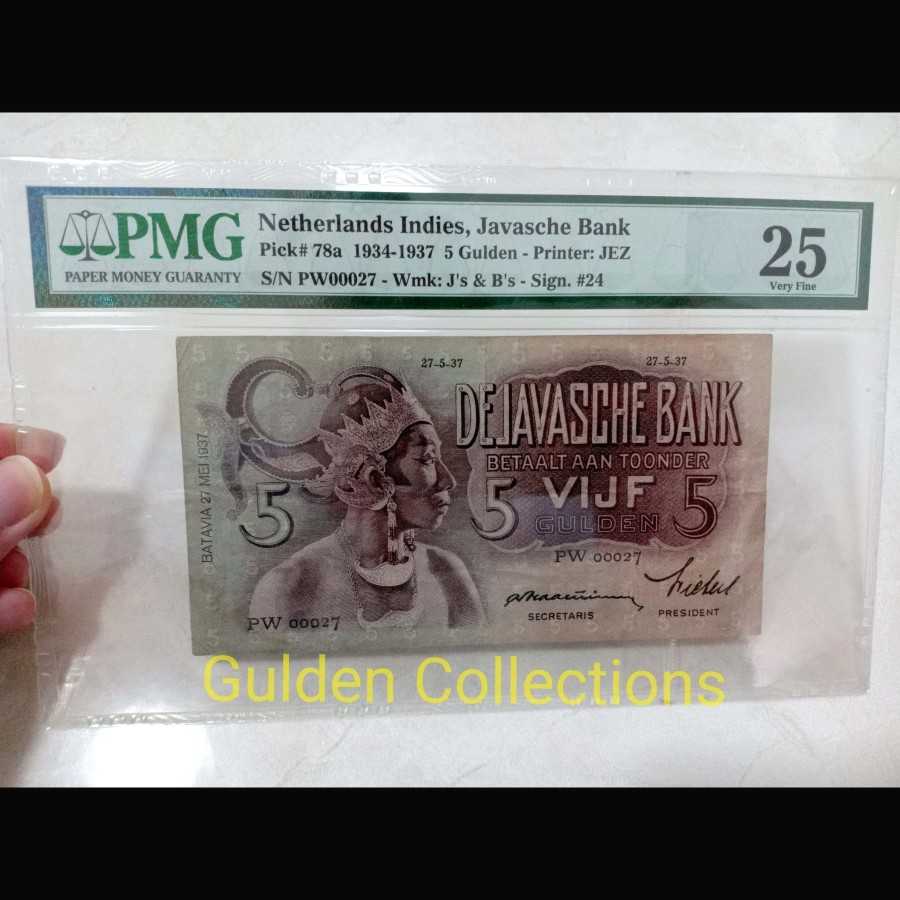 PMG
PAPER MONEY GUARANTY
Netherlands Indies, Javasche Bank
Pick# 78a 1934-1937 5 Gulden - Printer: JEZ
S/N PW00027 - Wmk: J's & B's - Sign. #24
25
Very Fine
27-5-37
27-5-37
DE JAVASCHE BANK
BETAALT AAN TOONDER
5 VIJF 5
GULDEN
5
BATAVIA 27 MEI 1937
PW 00027
PW 00027
SECRETARIS
PRESIDENT
Gulden Collections